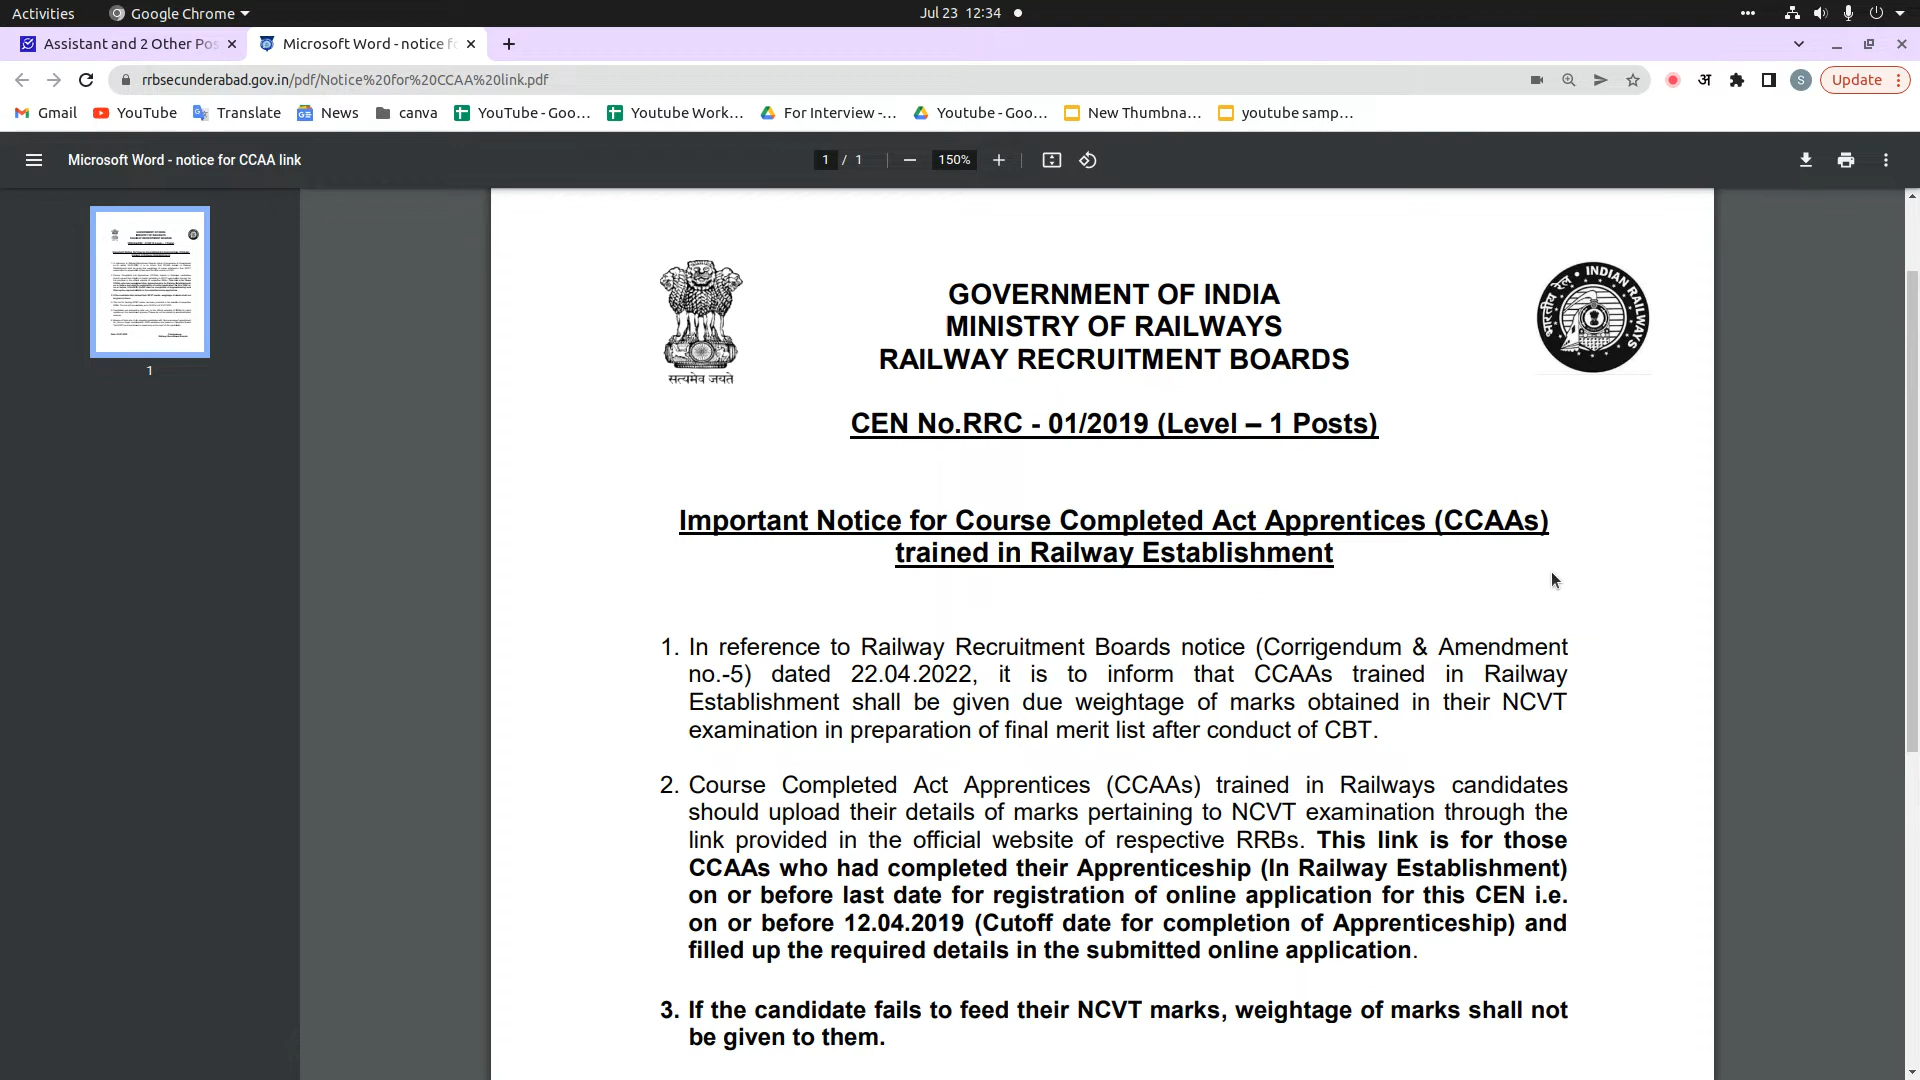 Activities Google Chrome Jul 23 12:34
Assistant and 2 Other Pos Microsoft Word - notice fo
rrbsecunderabad.gov.in/pdf/Notice%20for%20CCAA%20link.pdf अ S Update
Gmail YouTube Translate News canva YouTube - Goo... Youtube Work... For Interview -... Youtube - Goo... New Thumbna... youtube samp...
Microsoft Word - notice for CCAA link 1 / 1 150%
सत्यमेव जयते
भारतीय रेल INDIAN RAILWAYS
GOVERNMENT OF INDIA
MINISTRY OF RAILWAYS
RAILWAY RECRUITMENT BOARDS
1
CEN No.RRC - 01/2019 (Level – 1 Posts)
Important Notice for Course Completed Act Apprentices (CCAAs)
trained in Railway Establishment
1. In reference to Railway Recruitment Boards notice (Corrigendum & Amendment
no.-5) dated 22.04.2022, it is to inform that CCAAs trained in Railway
Establishment shall be given due weightage of marks obtained in their NCVT
examination in preparation of final merit list after conduct of CBT.
2. Course Completed Act Apprentices (CCAAs) trained in Railways candidates
should upload their details of marks pertaining to NCVT examination through the
link provided in the official website of respective RRBs. This link is for those
CCAAs who had completed their Apprenticeship (In Railway Establishment)
on or before last date for registration of online application for this CEN i.e.
on or before 12.04.2019 (Cutoff date for completion of Apprenticeship) and
filled up the required details in the submitted online application.
3. If the candidate fails to feed their NCVT marks, weightage of marks shall not
be given to them.